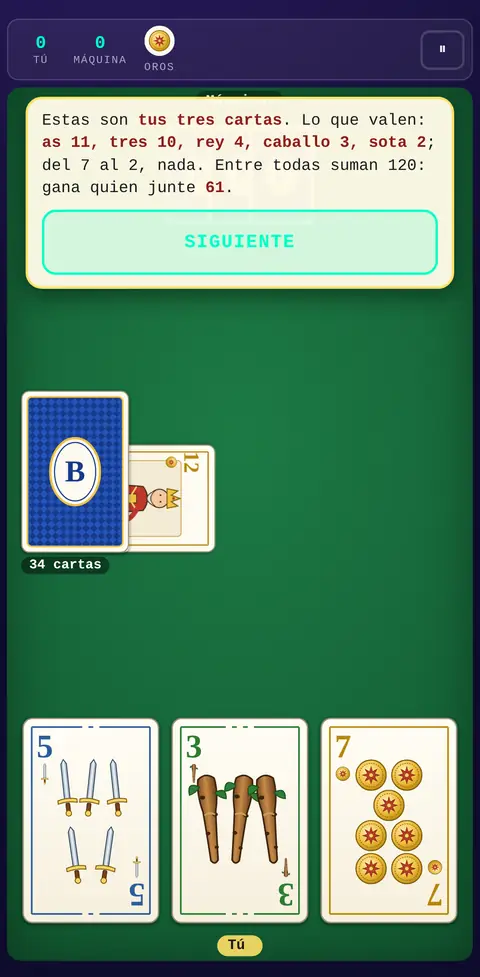 0
TÚ
0
MÁQUINA
OROS
Estas son tus tres cartas. Lo que valen:
as 11, tres 10, rey 4, caballo 3, sota 2;
del 7 al 2, nada. Entre todas suman 120:
gana quien junte 61.
SIGUIENTE
B
12
34 cartas
5
5
3
3
7
7
Tú